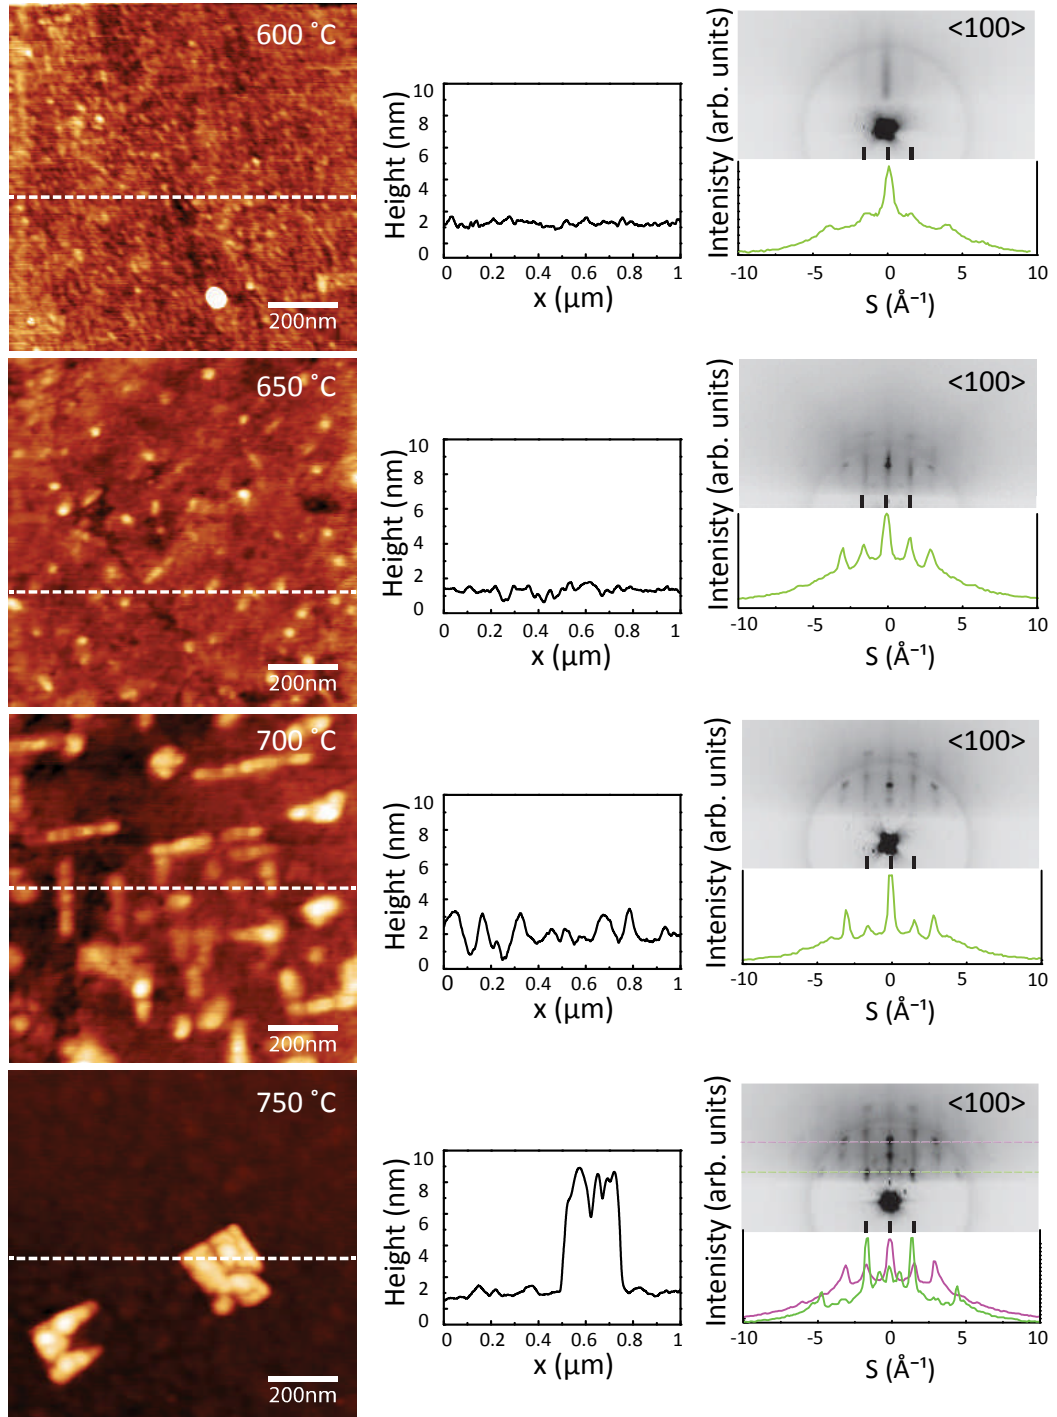 600 ˚C
200nm
Height (nm)
10
8
6
4
2
0
0 0.2 0.4 0.6 0.8 1
x (µm)
<100>
Intenisty (arb. units)
-10 -5 0 5 10
S (Å⁻¹)
650 ˚C
200nm
Height (nm)
10
8
6
4
2
0
0 0.2 0.4 0.6 0.8 1
x (µm)
<100>
Intenisty (arb. units)
-10 -5 0 5 10
S (Å⁻¹)
700 ˚C
200nm
Height (nm)
10
8
6
4
2
0
0 0.2 0.4 0.6 0.8 1
x (µm)
<100>
Intenisty (arb. units)
-10 -5 0 5 10
S (Å⁻¹)
750 ˚C
200nm
Height (nm)
10
8
6
4
2
0
0 0.2 0.4 0.6 0.8 1
x (µm)
<100>
Intenisty (arb. units)
-10 -5 0 5 10
S (Å⁻¹)